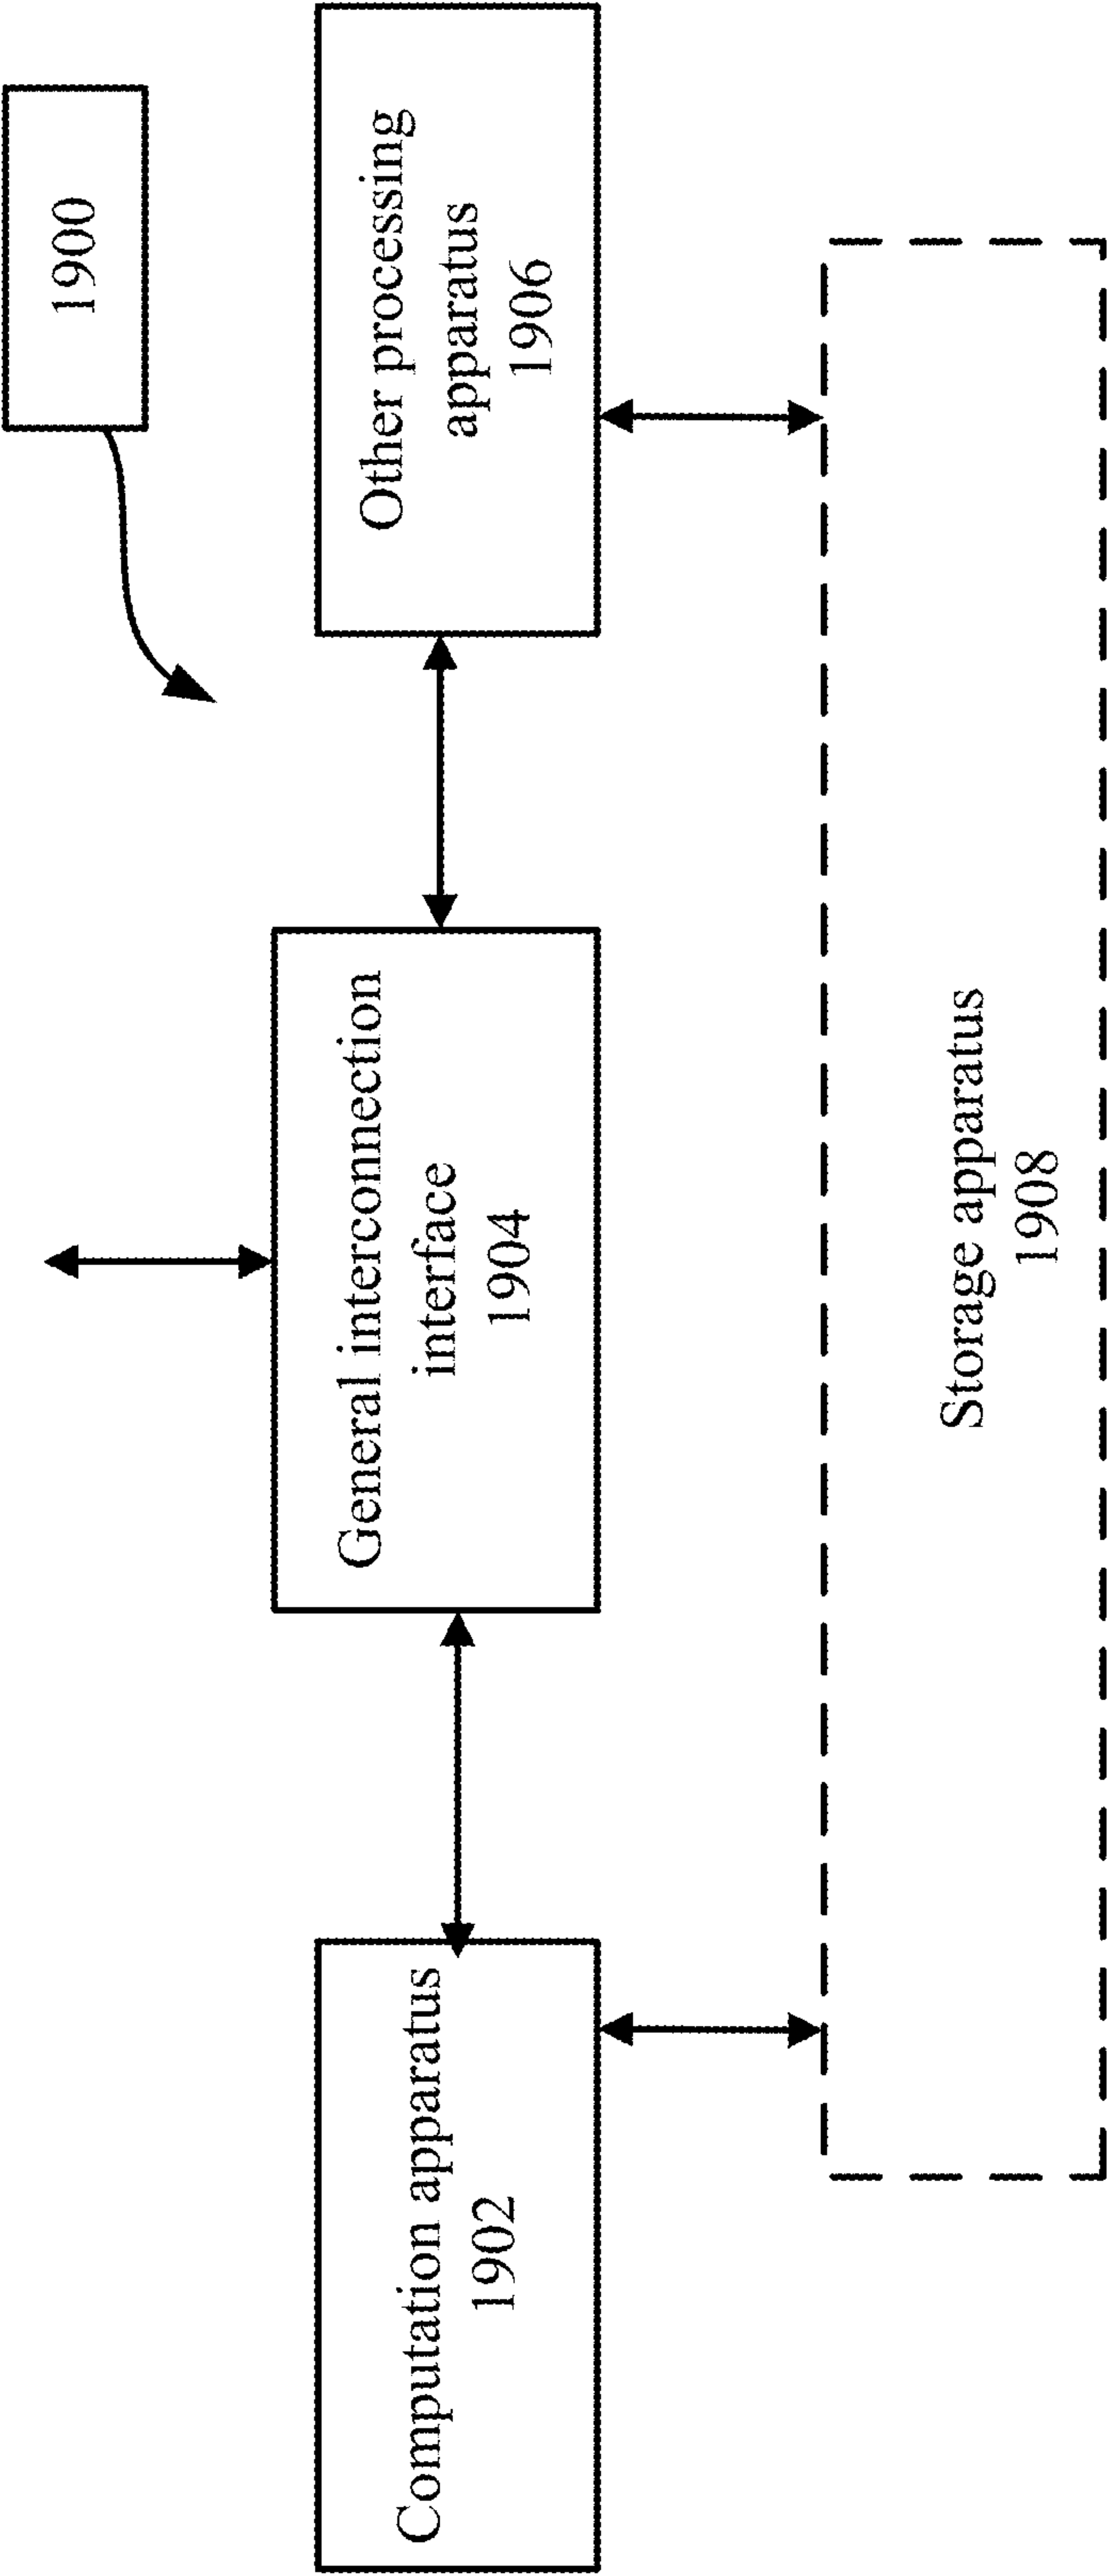 1900
Computation apparatus
1902
General interconnection
interface
1904
Other processing
apparatus
1906
Storage apparatus
1908